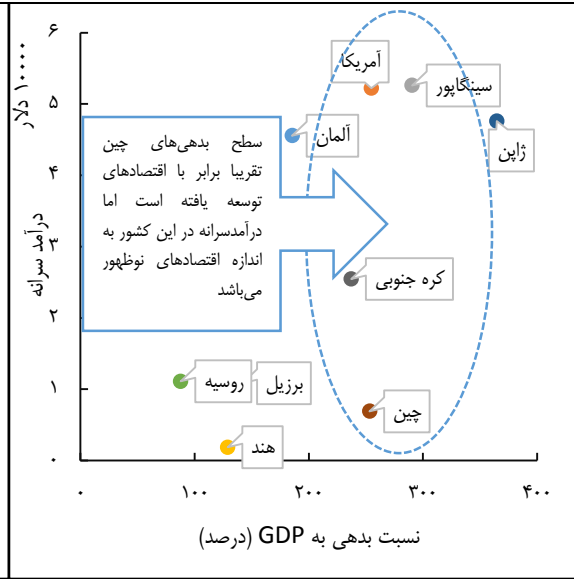 ۶
۵
۴
۳
۲
۱
۰
درآمد سرانه
۱۰۰۰۰ دلار
آمریکا
سینگاپور
آلمان
ژاپن
سطح بدهی‌های چین
تقریبا برابر با اقتصادهای
توسعه یافته است اما
درآمدسرانه در این کشور به
اندازه اقتصادهای نوظهور
می‌باشد
کره جنوبی
روسیه
برزیل
چین
هند
۰
۱۰۰
۲۰۰
۳۰۰
۴۰۰
نسبت بدهی به GDP (درصد)